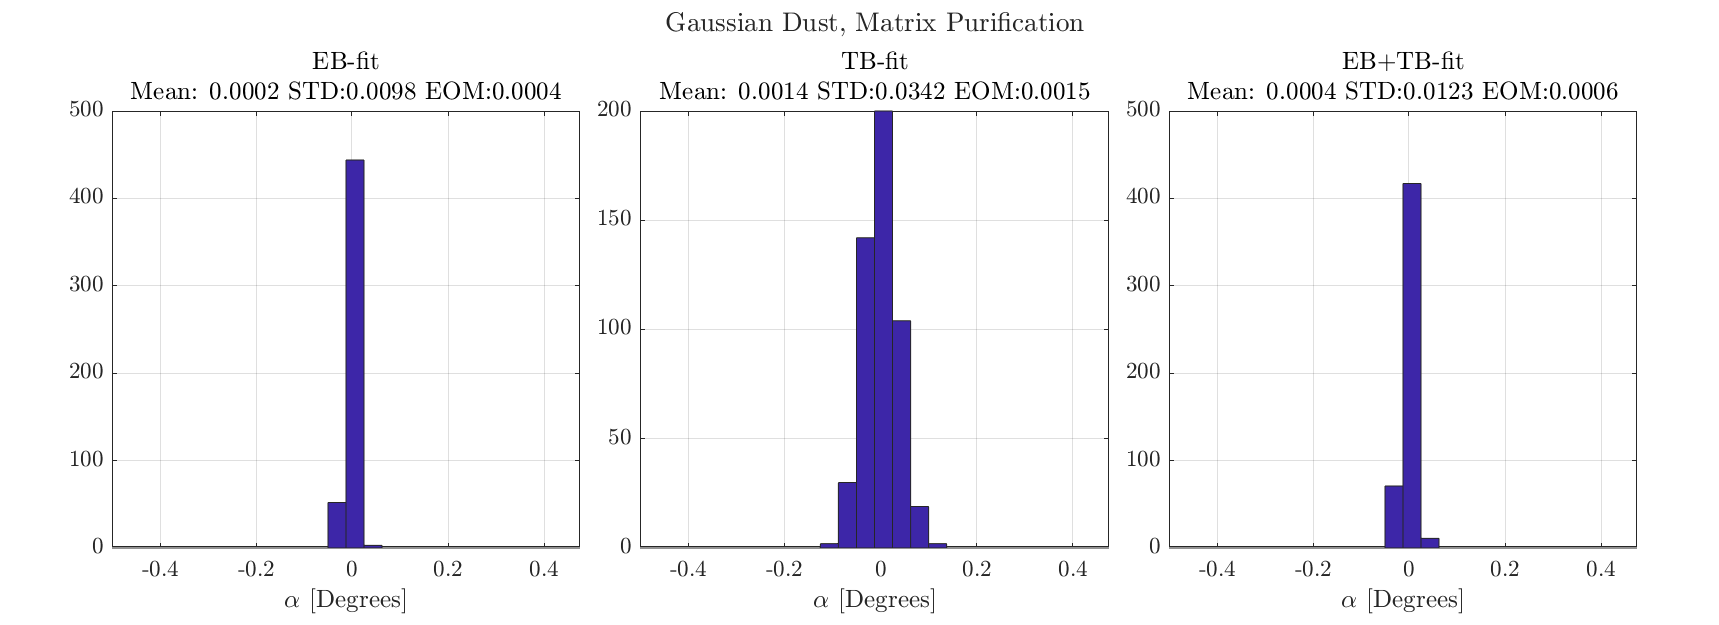 Gaussian Dust, Matrix Purification
EB-fit
Mean: 0.0002 STD:0.0098 EOM:0.0004
500
400
300
200
100
0
-0.4 -0.2 0 0.2 0.4
α [Degrees]
TB-fit
Mean: 0.0014 STD:0.0342 EOM:0.0015
200
150
100
50
0
-0.4 -0.2 0 0.2 0.4
α [Degrees]
EB+TB-fit
Mean: 0.0004 STD:0.0123 EOM:0.0006
500
400
300
200
100
0
-0.4 -0.2 0 0.2 0.4
α [Degrees]